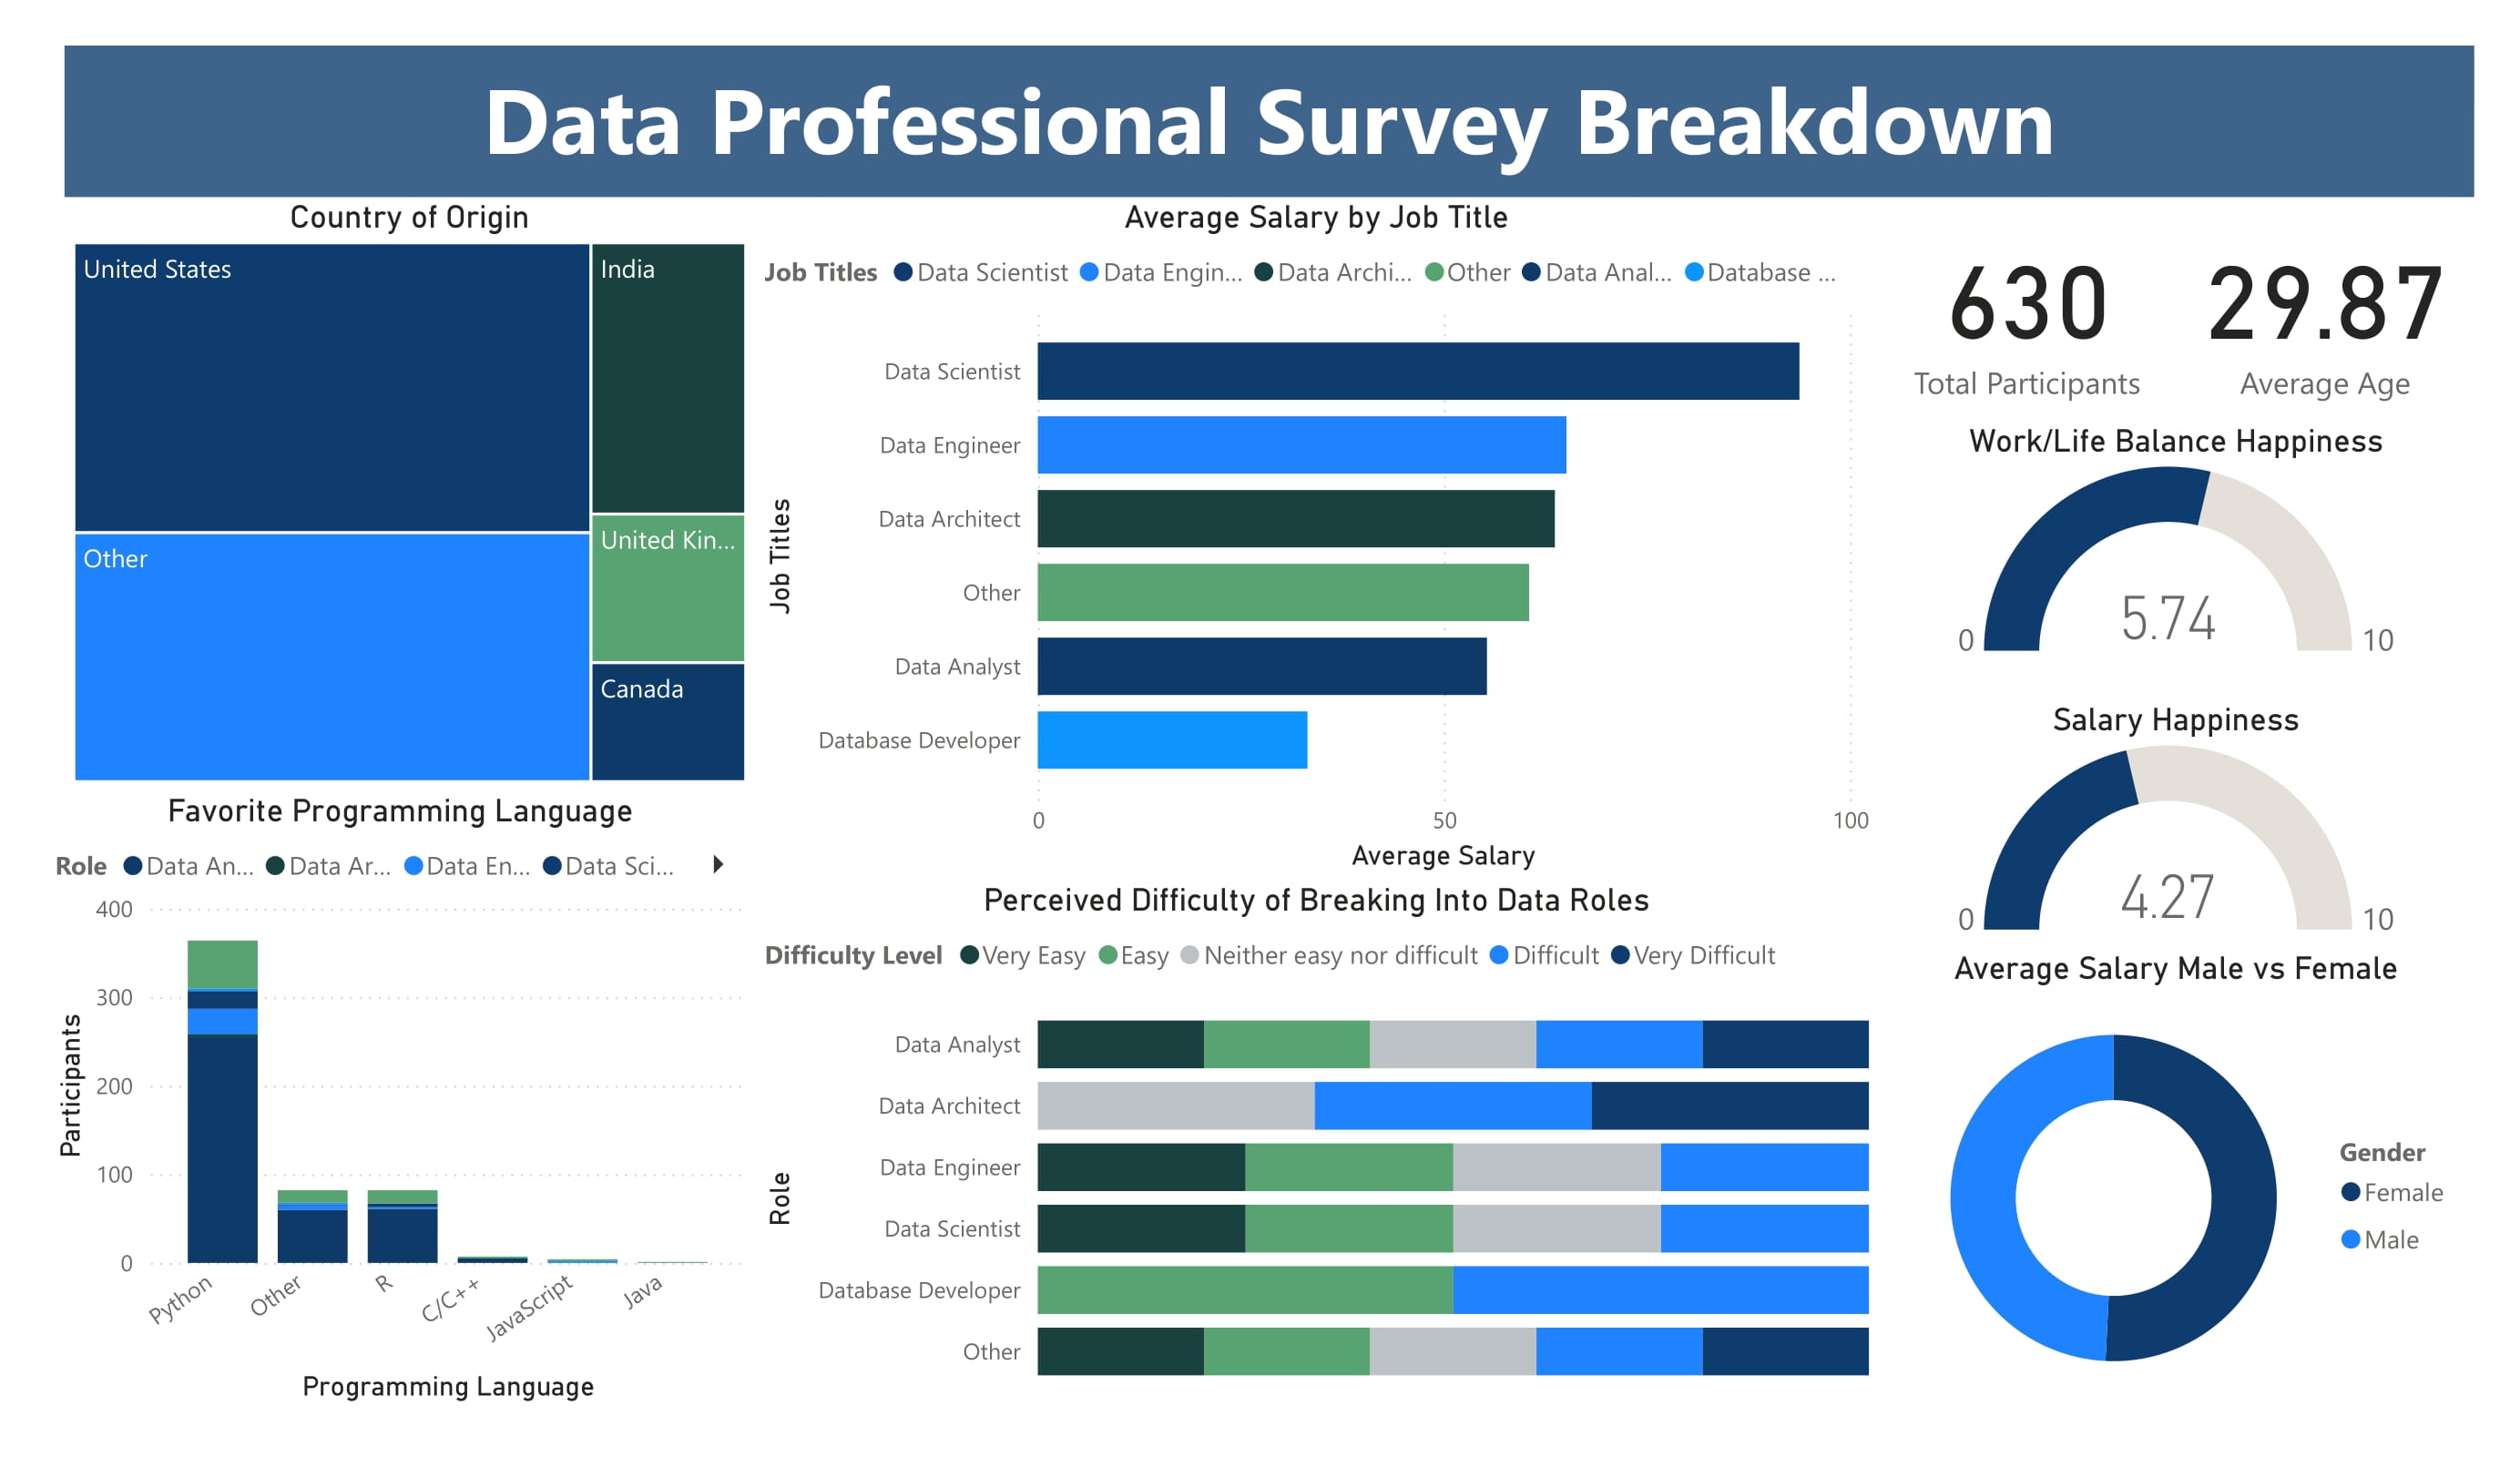 Data Professional Survey Breakdown
Country of Origin
United States
India
Other
United Kin...
Canada
Average Salary by Job Title
Job Titles Data Scientist Data Engin... Data Archi... Other Data Anal... Database ...
Job Titles
Data Scientist
Data Engineer
Data Architect
Other
Data Analyst
Database Developer
0 50 100
Average Salary
630 29.87
Total Participants Average Age
Work/Life Balance Happiness
5.74
0 10
Salary Happiness
4.27
0 10
Favorite Programming Language
Role Data An... Data Ar... Data En... Data Sci...
Participants
400
300
200
100
0
Python Other R C/C++ JavaScript Java
Programming Language
Perceived Difficulty of Breaking Into Data Roles
Difficulty Level Very Easy Easy Neither easy nor difficult Difficult Very Difficult
Role
Data Analyst
Data Architect
Data Engineer
Data Scientist
Database Developer
Other
Average Salary Male vs Female
Gender
Female
Male